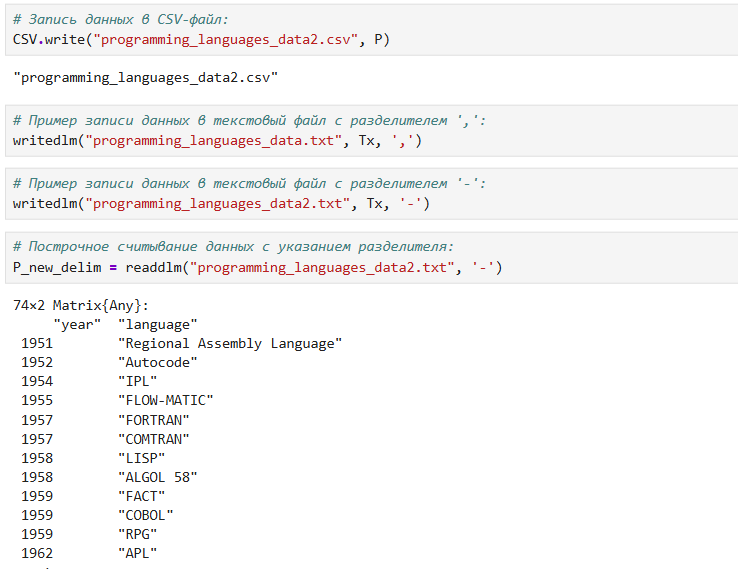 # Запись данных в CSV-файл:
CSV.write("programming_languages_data2.csv", P)
"programming_languages_data2.csv"
# Пример записи данных в текстовый файл с разделителем ',':
writedlm("programming_languages_data.txt", Tx, ',')
# Пример записи данных в текстовый файл с разделителем '-':
writedlm("programming_languages_data2.txt", Tx, '-')
# Построчное считывание данных с указанием разделителя:
P_new_delim = readdlm("programming_languages_data2.txt", '-')
74×2 Matrix{Any}:
"year" "language"
1951 "Regional Assembly Language"
1952 "Autocode"
1954 "IPL"
1955 "FLOW-MATIC"
1957 "FORTRAN"
1957 "COMTRAN"
1958 "LISP"
1958 "ALGOL 58"
1959 "FACT"
1959 "COBOL"
1959 "RPG"
1962 "APL"